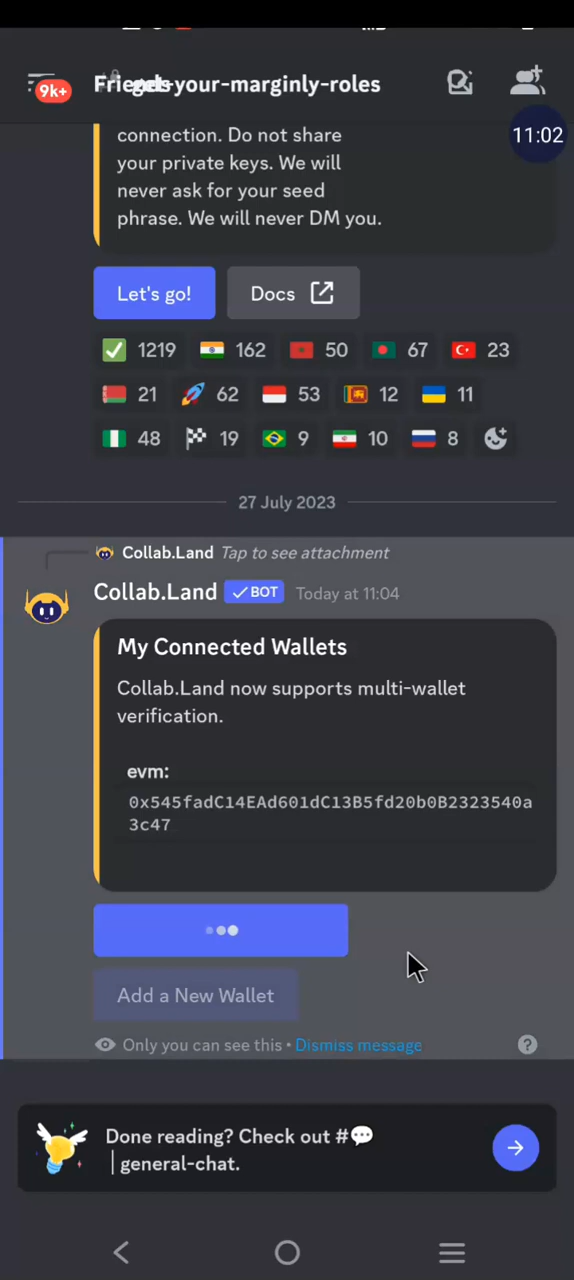 9k+
get-your-marginly-roles
11:02
connection. Do not share
your private keys. We will
never ask for your seed
phrase. We will never DM you.
Let's go!
Docs
1219
162
50
67
23
21
62
53
12
11
48
19
9
10
8
27 July 2023
Collab.Land Tap to see attachment
Collab.Land BOT Today at 11:04
My Connected Wallets
Collab.Land now supports multi-wallet
verification.
evm:
0x545fadC14EAd601dC13B5fd20b0B2323540a
3c47
Add a New Wallet
Only you can see this • Dismiss message
?
Done reading? Check out #💬
| general-chat.